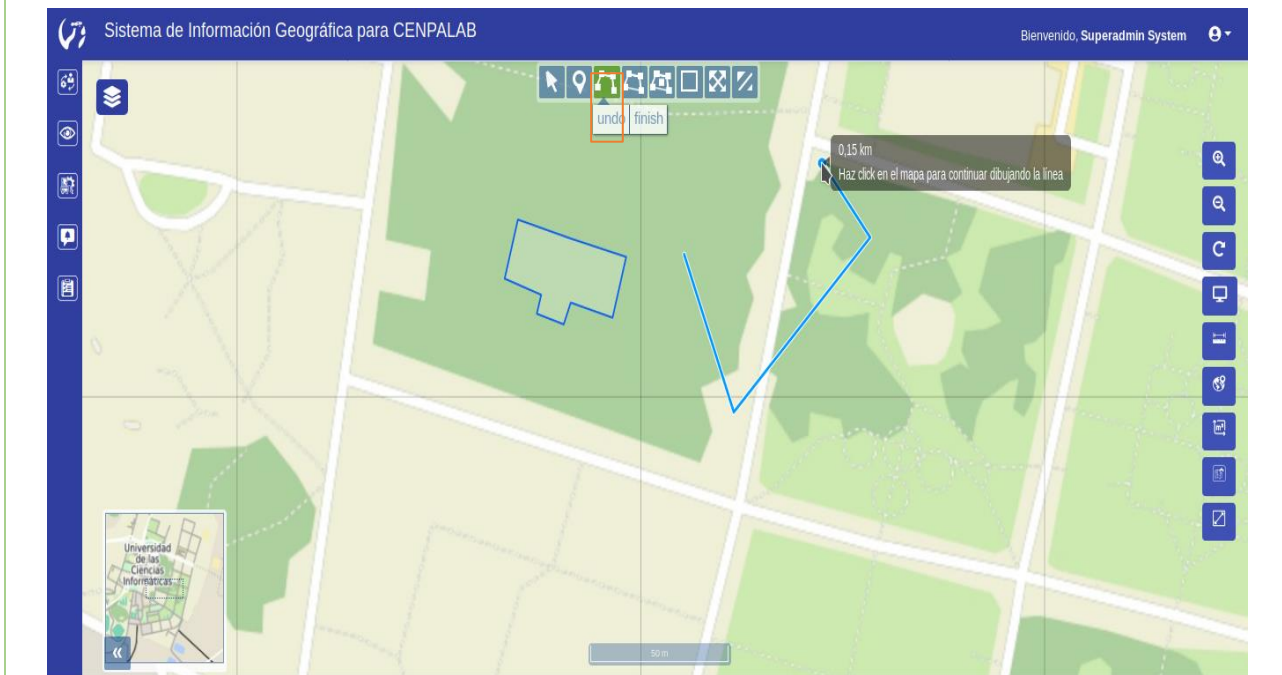 Sistema de Información Geográfica para CENPALAB
Bienvenido, Superadmin System
undo finish
0,15 km
Haz click en el mapa para continuar dibujando la línea
Universidad
de las
Ciencias
Informáticas
50 m